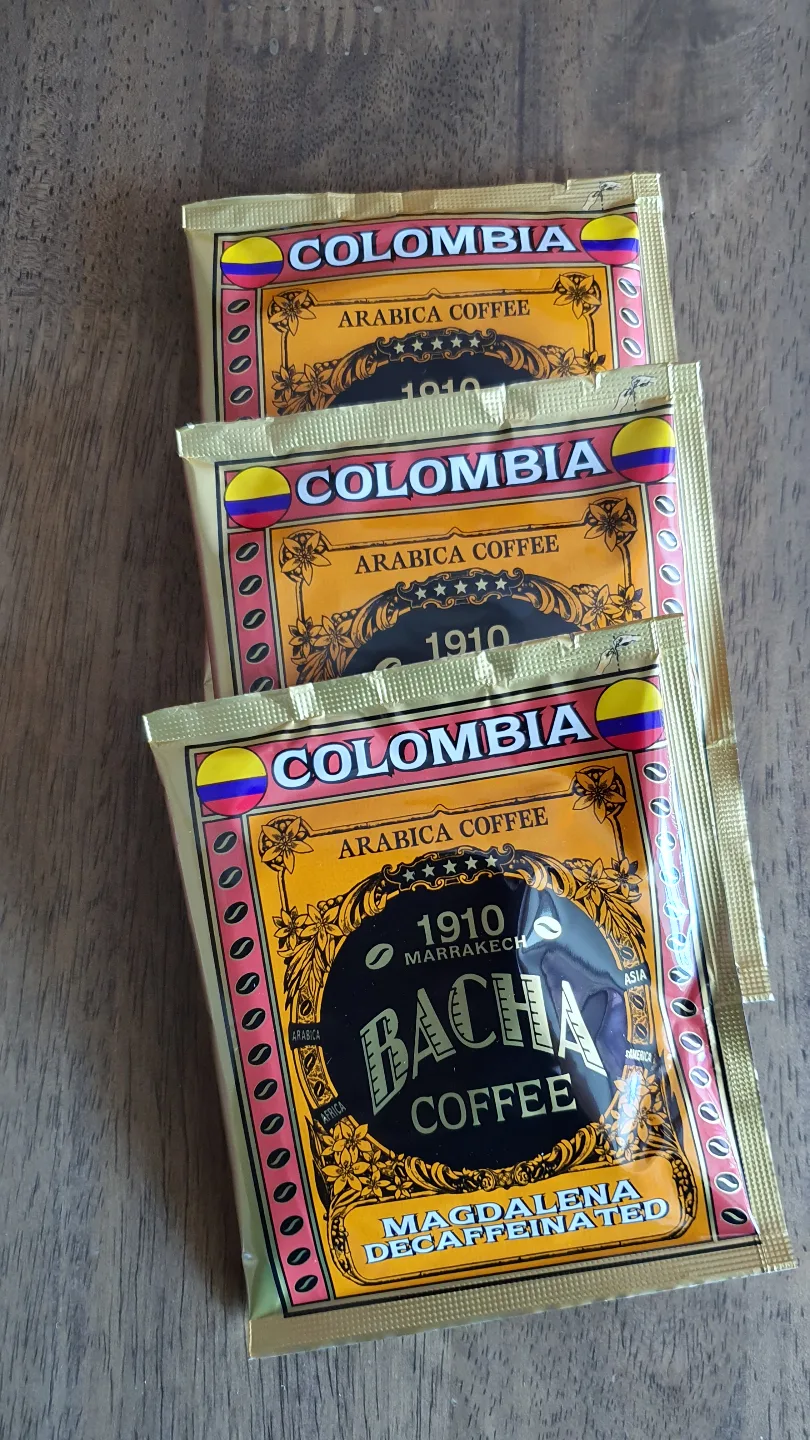 COLOMBIA
ARABICA COFFEE
1910
COLOMBIA
ARABICA COFFEE
1910
COLOMBIA
ARABICA COFFEE
1910
MARRAKECH
BACHA
COFFEE
ARABICA
AFRICA
ASIA
AMERICA
MAGDALENA
DECAFFEINATED